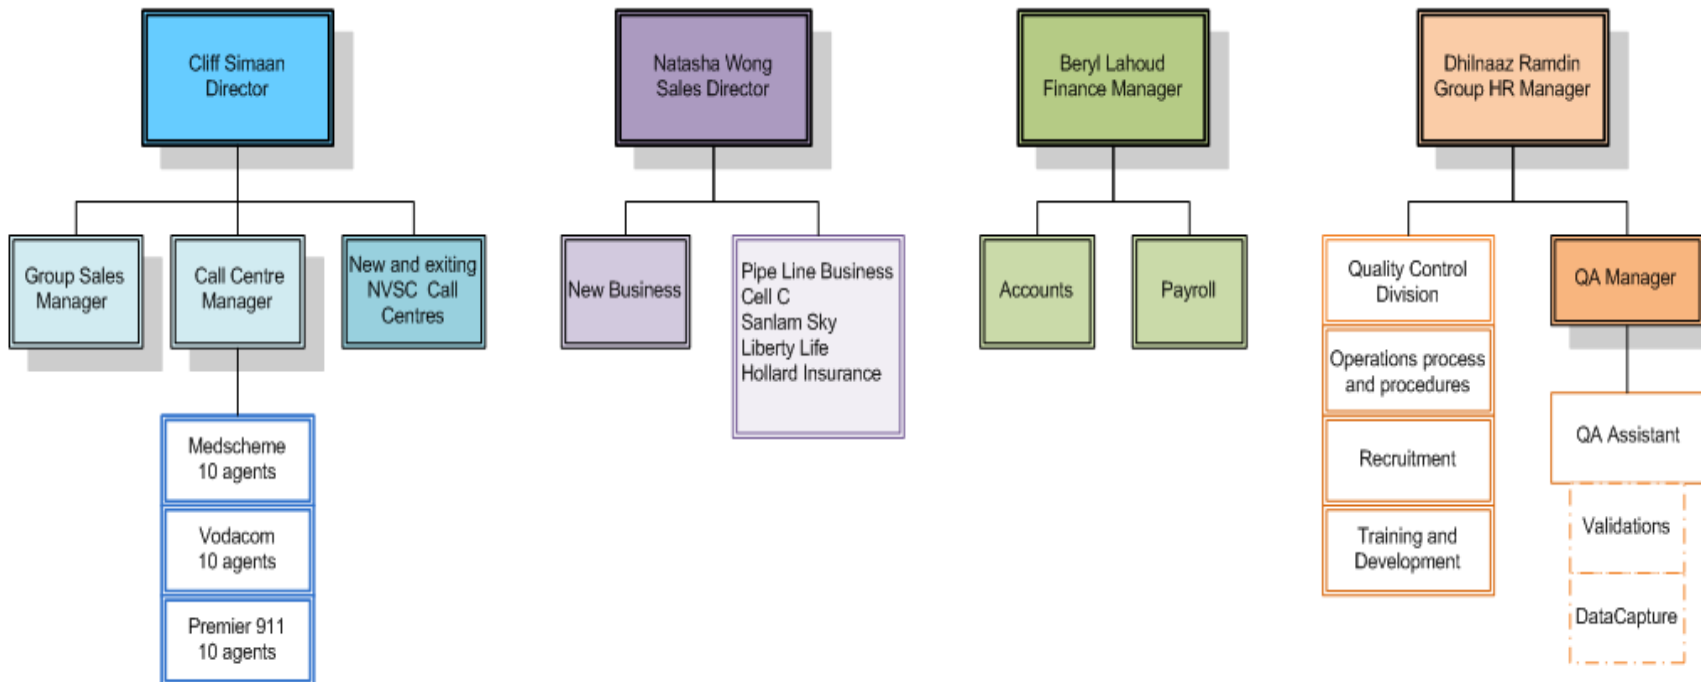 Cliff Simaan
Director
Natasha Wong
Sales Director
Beryl Lahoud
Finance Manager
Dhilnaaz Ramdin
Group HR Manager
Group Sales
Manager
Call Centre
Manager
New and exiting
NVSC Call
Centres
New Business
Pipe Line Business
Cell C
Sanlam Sky
Liberty Life
Hollard Insurance
Accounts
Payroll
Quality Control
Division
QA Manager
Operations process
and procedures
Recruitment
Training and
Development
QA Assistant
Validations
DataCapture
Medscheme
10 agents
Vodacom
10 agents
Premier 911
10 agents